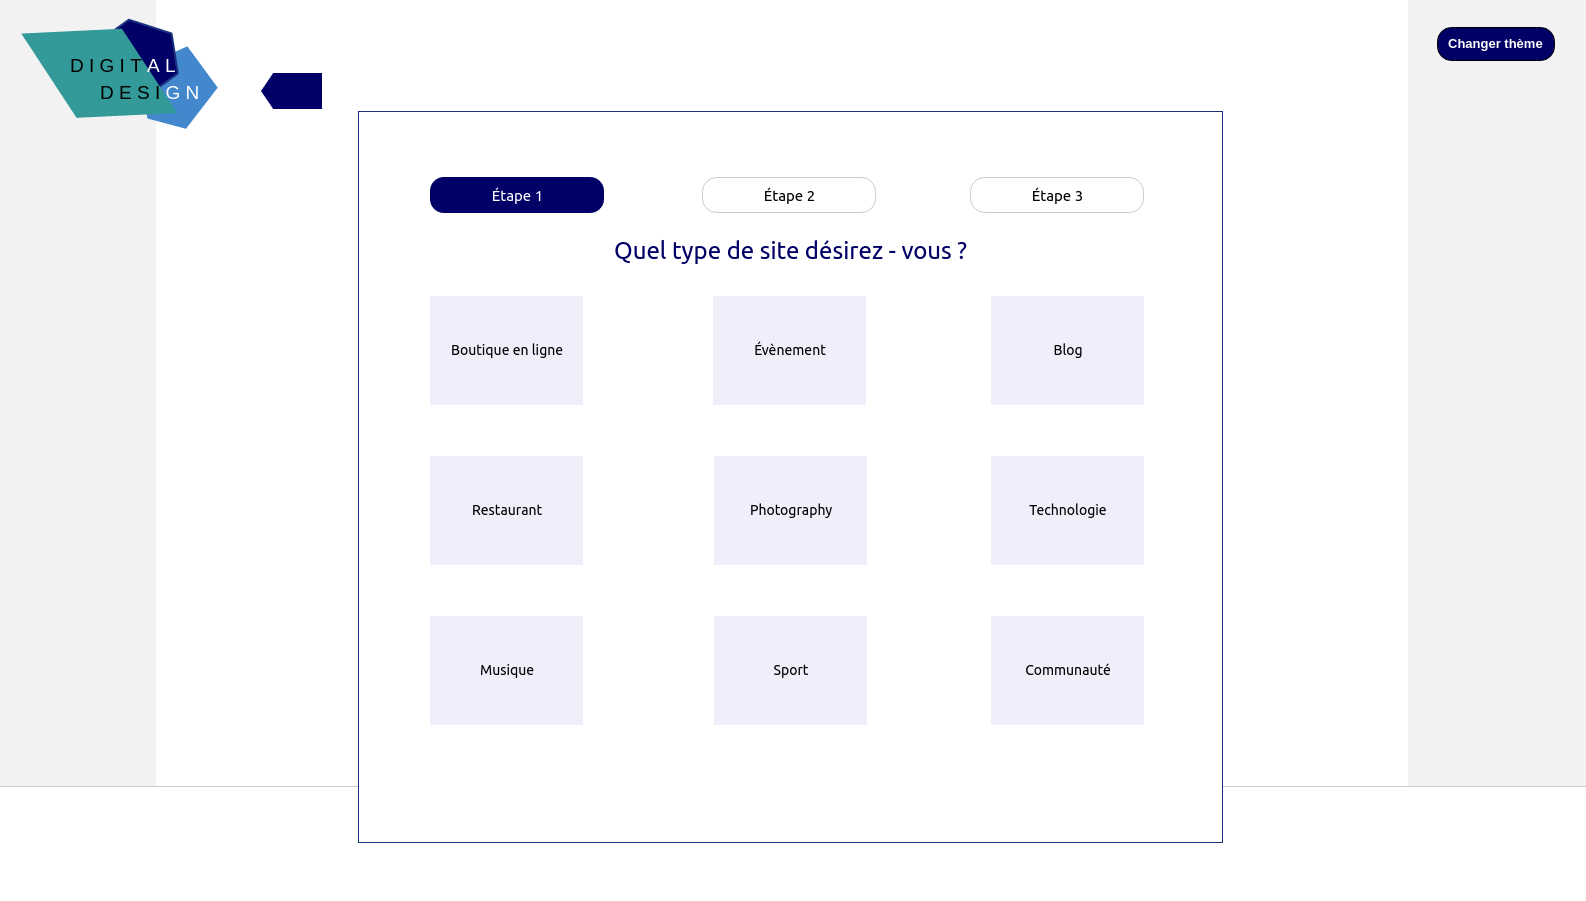 DIGITAL
DESIGN
Changer thème
Étape 1
Étape 2
Étape 3
Quel type de site désirez - vous ?
Boutique en ligne
Évènement
Blog
Restaurant
Photography
Technologie
Musique
Sport
Communauté